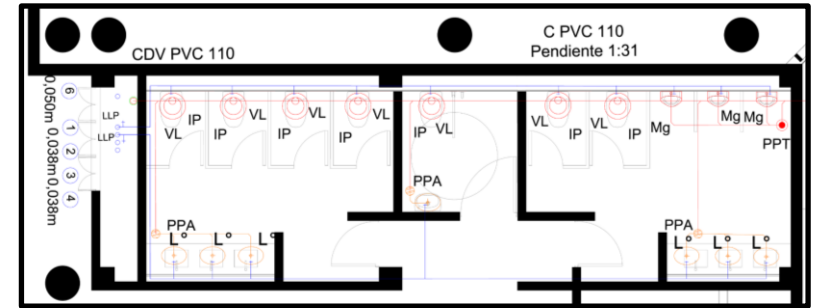 CDV PVC 110
C PVC 110
Pendiente 1:31
0,050m 0,038m 0,038m
6
1
2
3
4
LLP
LLP
VL
IP
IP
VL
IP
VL
IP
VL
IP
VL
VL
IP
VL
IP
Mg
Mg
Mg
PPT
PPA
PPA
PPA
L°
L°
L°
L°
L°
L°